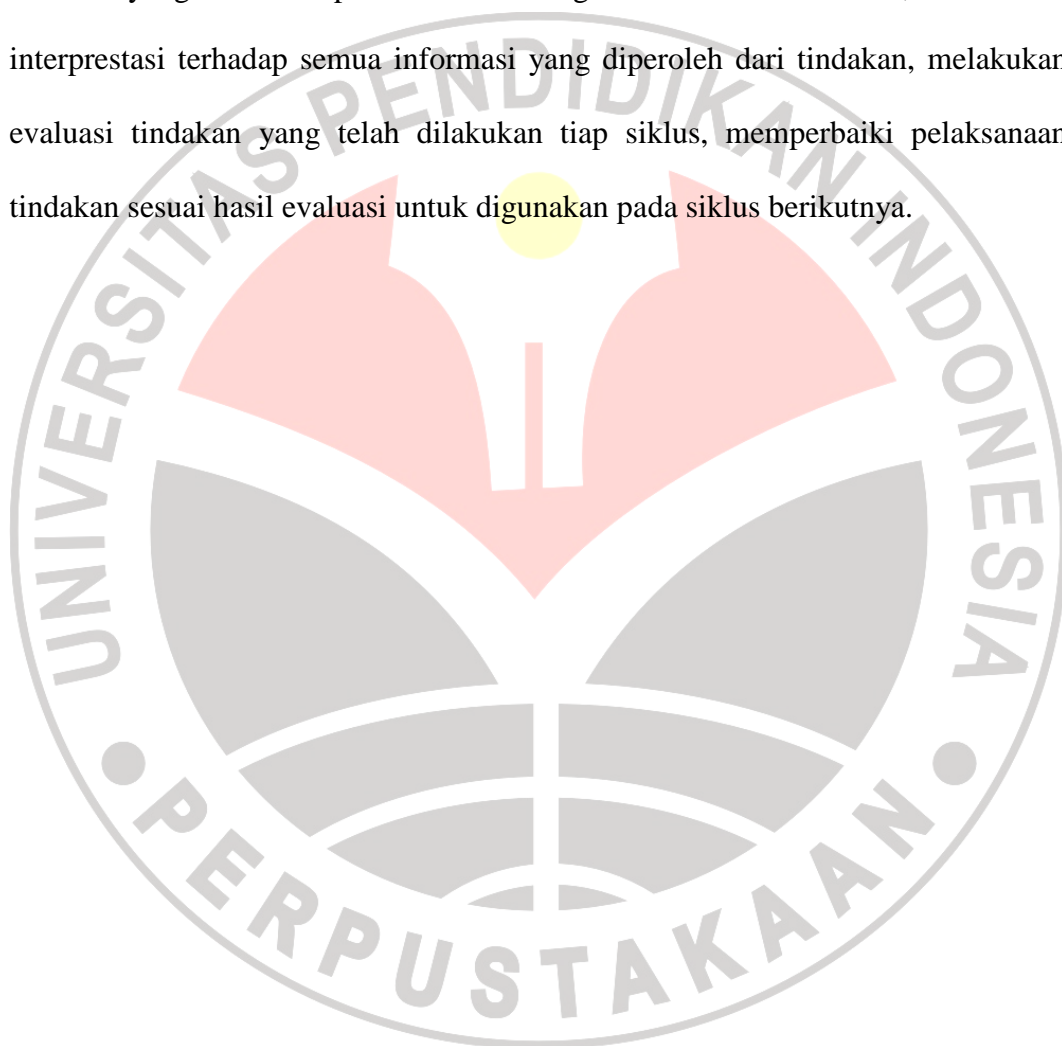 interprestasi terhadap semua informasi yang diperoleh dari tindakan, melakukan
evaluasi tindakan yang telah dilakukan tiap siklus, memperbaiki pelaksanaan
tindakan sesuai hasil evaluasi untuk digunakan pada siklus berikutnya.
UNIVERSITAS PENDIDIKAN INDONESIA
PERPUSTAKAAN